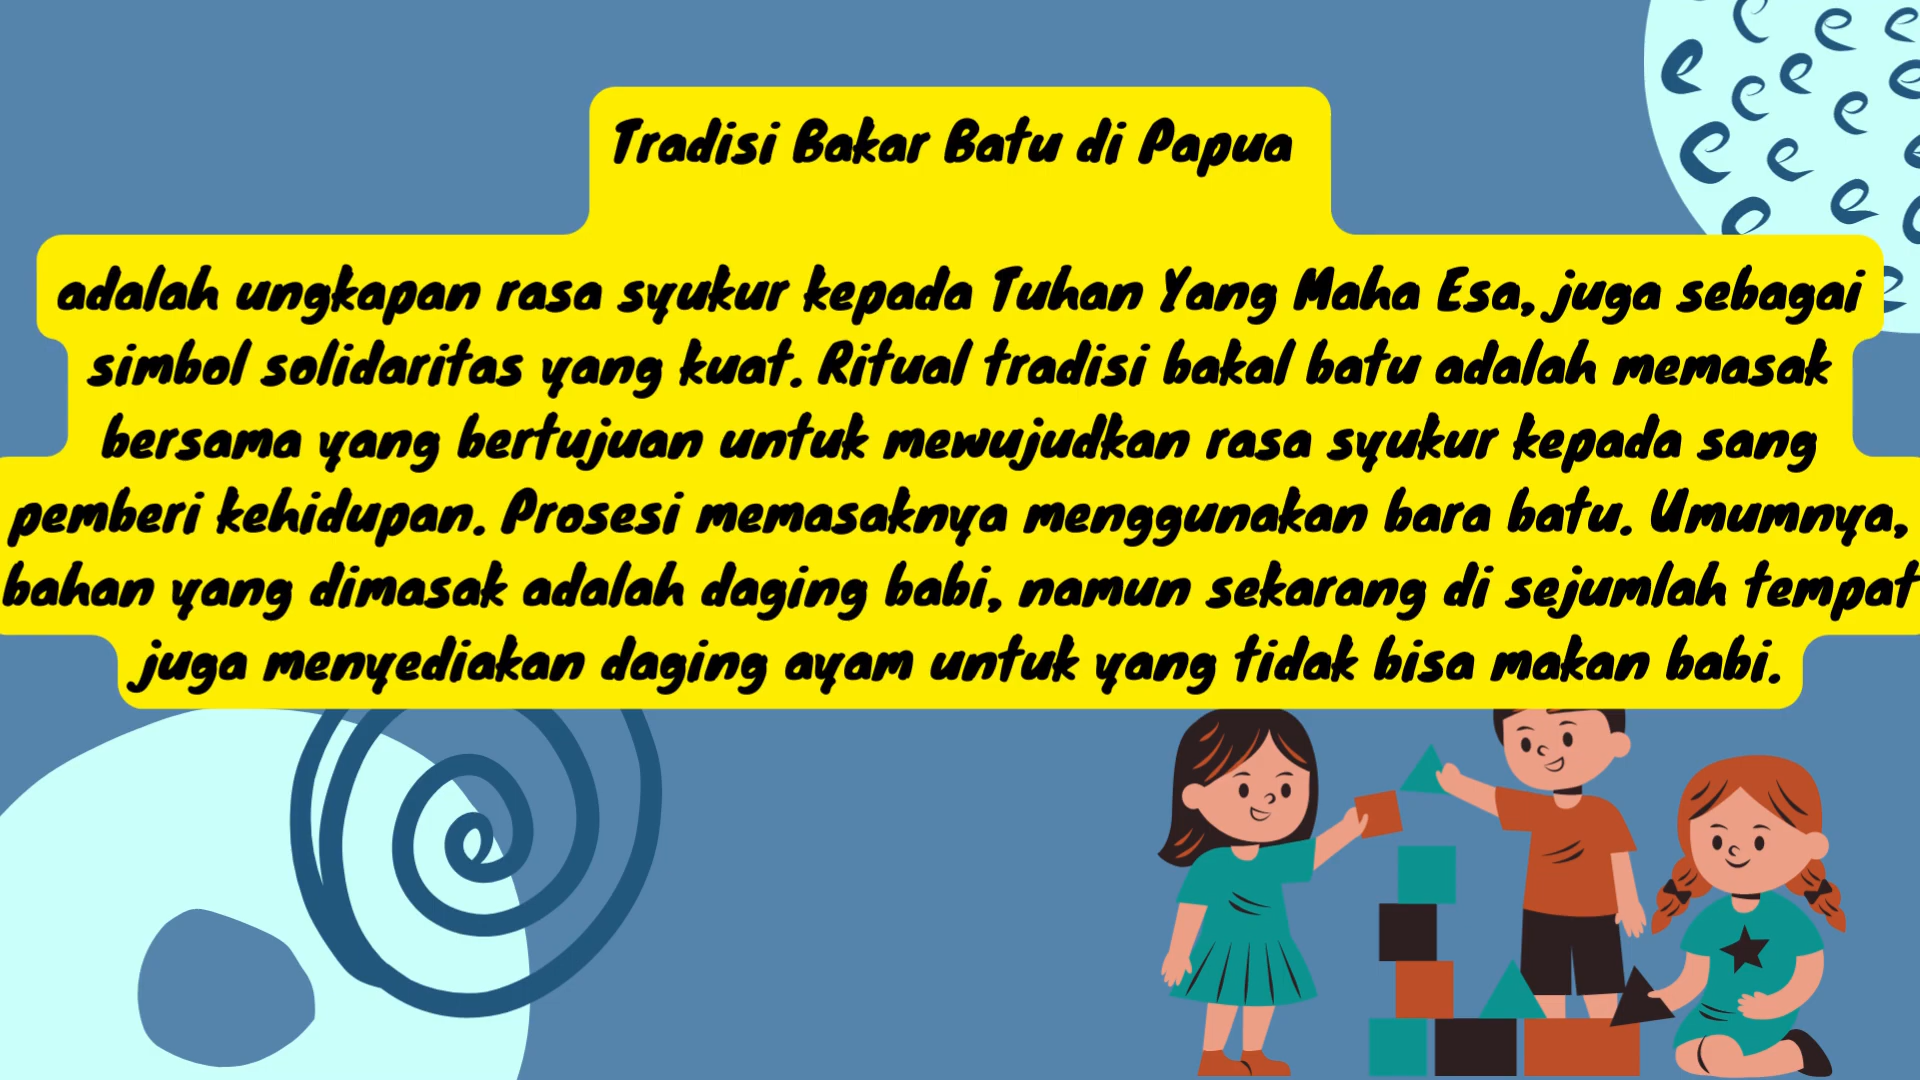 Tradisi Bakar Batu di Papua
adalah ungkapan rasa syukur kepada Tuhan Yang Maha Esa, juga sebagai
simbol solidaritas yang kuat. Ritual tradisi bakal batu adalah memasak
bersama yang bertujuan untuk mewujudkan rasa syukur kepada sang
pemberi kehidupan. Prosesi memasaknya menggunakan bara batu. Umumnya,
bahan yang dimasak adalah daging babi, namun sekarang di sejumlah tempat
juga menyediakan daging ayam untuk yang tidak bisa makan babi.